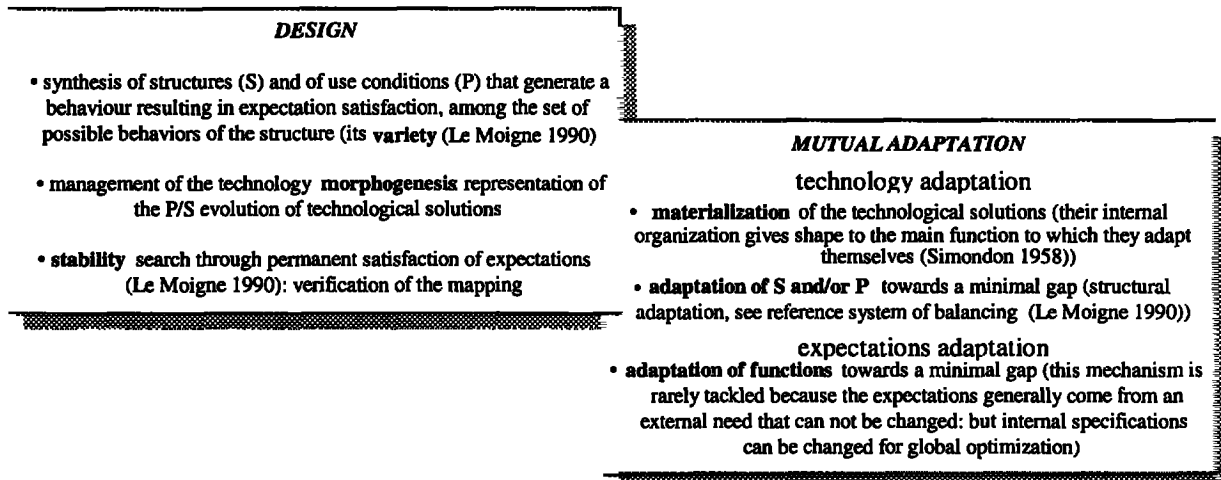 DESIGN
• synthesis of structures (S) and of use conditions (P) that generate a
behaviour resulting in expectation satisfaction, among the set of
possible behaviors of the structure (its variety (Le Moigne 1990)
• management of the technology morphogenesis representation of
the P/S evolution of technological solutions
• stability search through permanent satisfaction of expectations
(Le Moigne 1990): verification of the mapping
MUTUAL ADAPTATION
technology adaptation
• materialization of the technological solutions (their internal
organization gives shape to the main function to which they adapt
themselves (Simondon 1958))
• adaptation of S and/or P towards a minimal gap (structural
adaptation, see reference system of balancing (Le Moigne 1990))
expectations adaptation
• adaptation of functions towards a minimal gap (this mechanism is
rarely tackled because the expectations generally come from an
external need that can not be changed: but internal specifications
can be changed for global optimization)